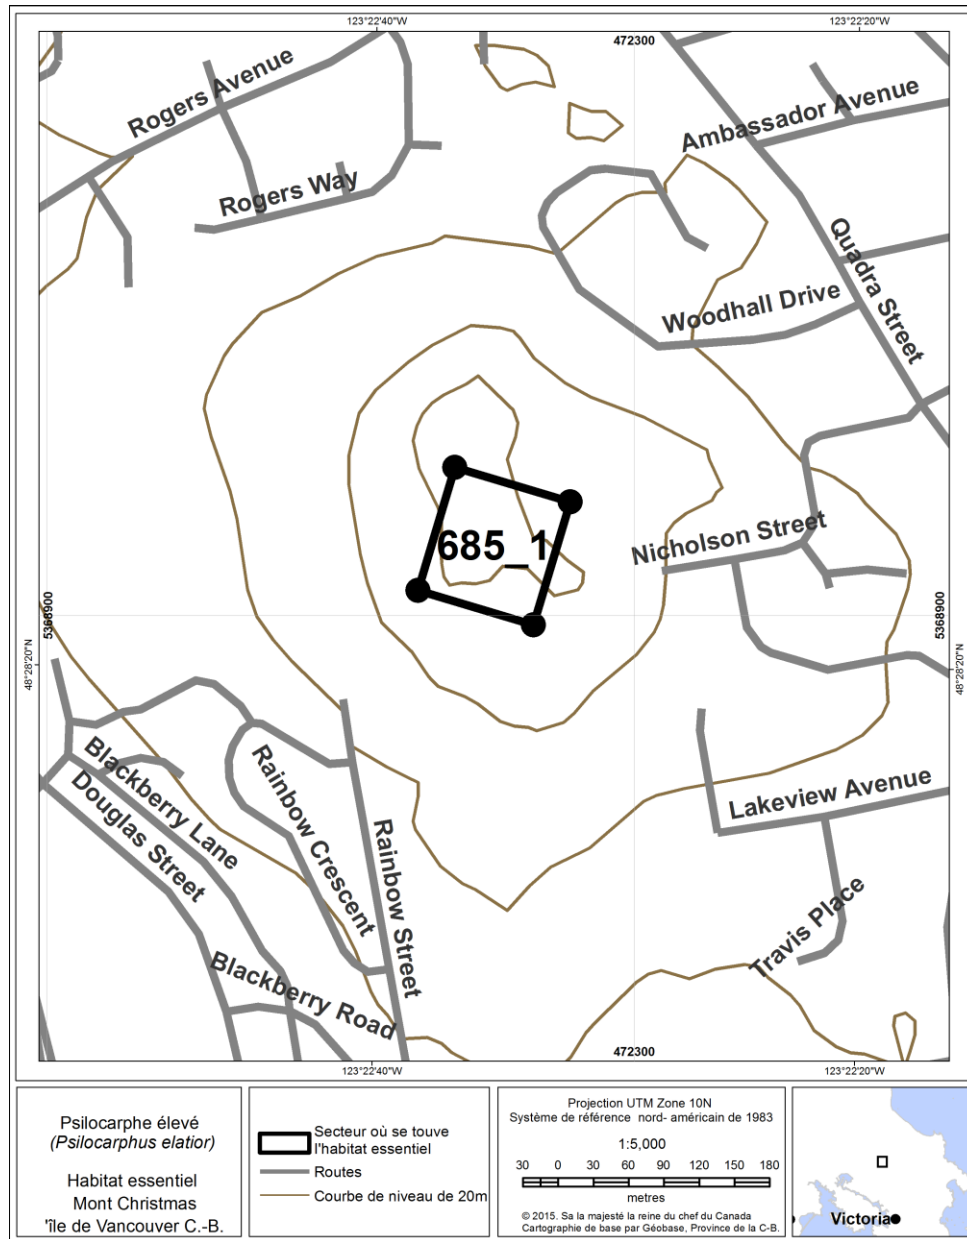 123°22'40"W
123°22'20"W
472300
Rogers Avenue
Ambassador Avenue
Rogers Way
Quadra Street
Woodhall Drive
685_1
Nicholson Street
5368900
5368900
48°28'20"N
48°28'20"N
Blackberry Lane
Douglas Street
Rainbow Crescent
Rainbow Street
Lakeview Avenue
Travis Place
Blackberry Road
472300
123°22'40"W
123°22'20"W
Psilocarphe élevé
(Psilocarphus elatior)
Habitat essentiel
Mont Christmas
'île de Vancouver C.-B.
Secteur où se touve
l'habitat essentiel
Routes
Courbe de niveau de 20m
Projection UTM Zone 10N
Système de référence nord- américain de 1983
1:5,000
30 0 30 60 90 120 150 180
metres
© 2015. Sa la majesté la reine du chef du Canada
Cartographie de base par Géobase, Province de la C-B.
Victoria